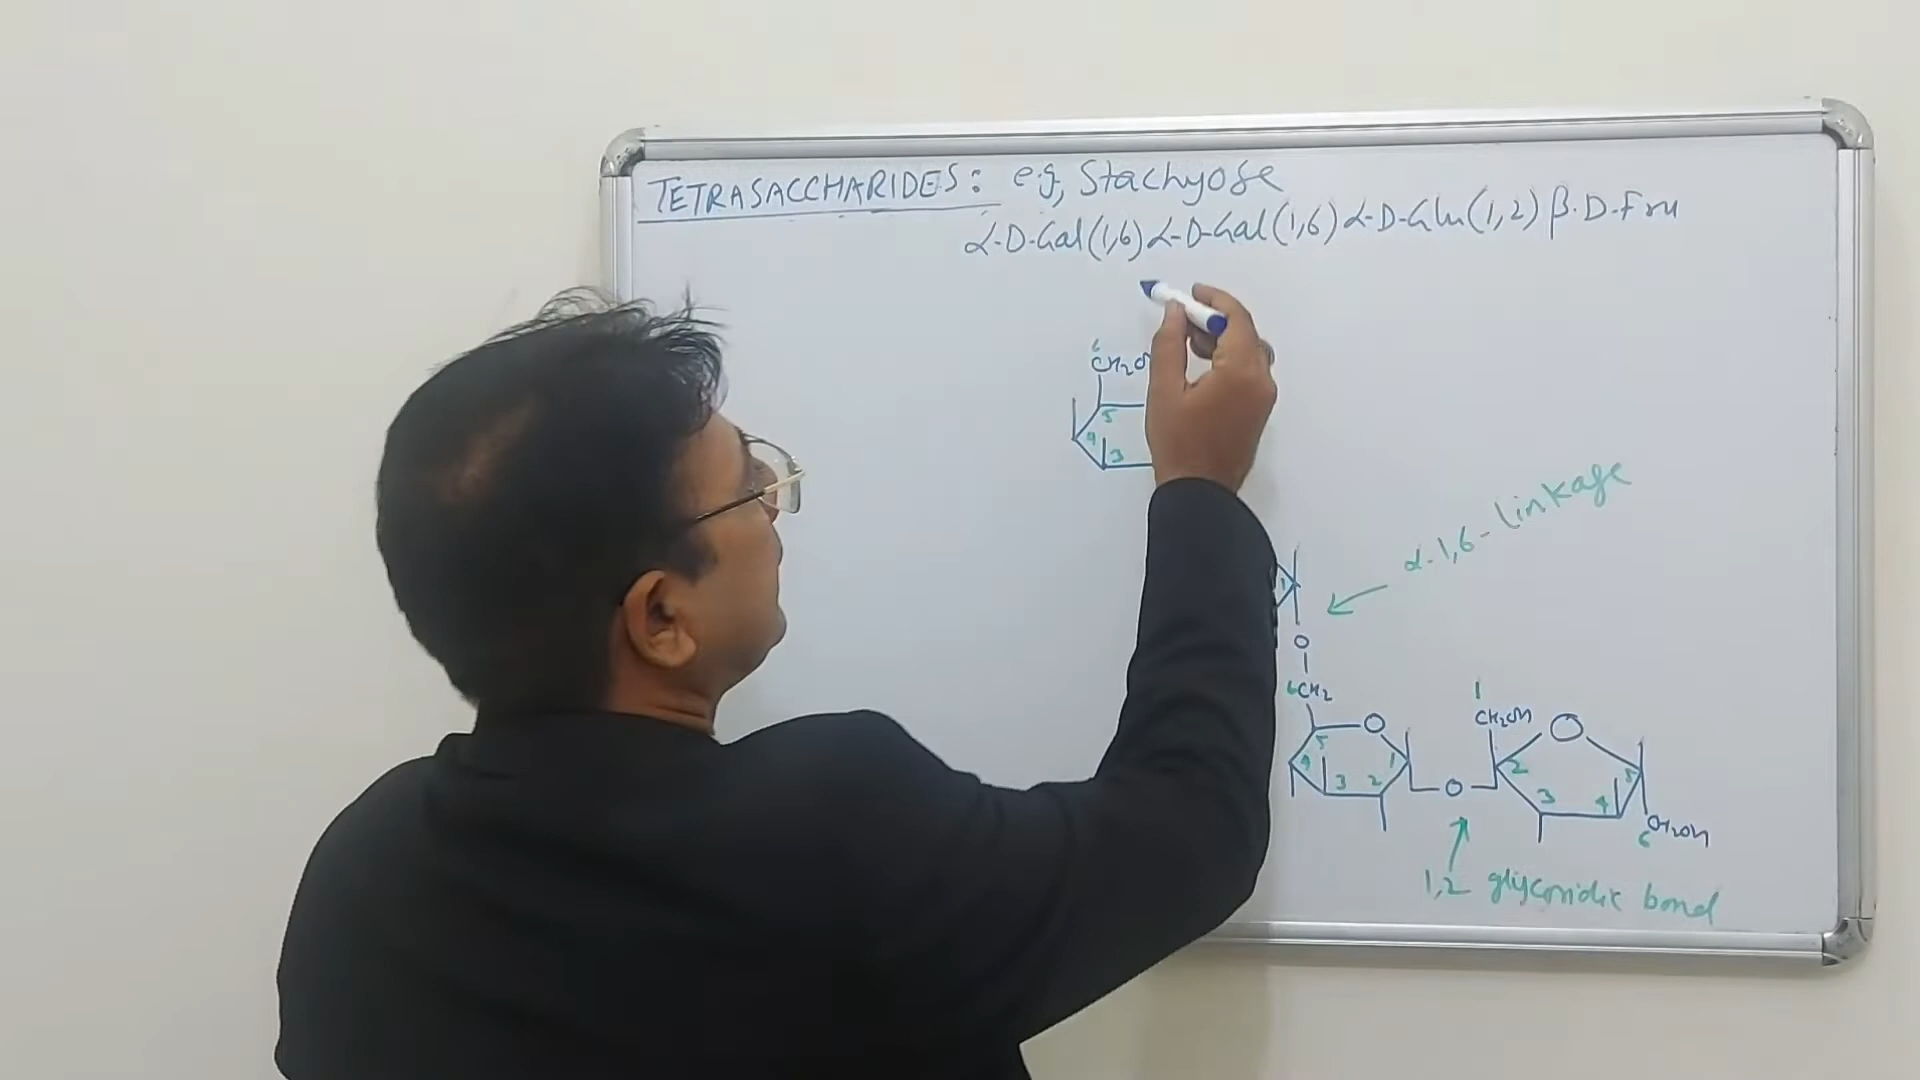 TETRASACCHARIDES: eg, Stachyose
α-D-Gal(1,6) α-D-Gal(1,6) α-D-Glu(1,2) β-D-Fru
6
CH2O
5
4
3
α-1,6-linkage
1
O
6CH2
O
5
4
3
2
1
O
1
CH2OH
O
2
3
4
5
6
CH2OH
1,2 glycosidic bond